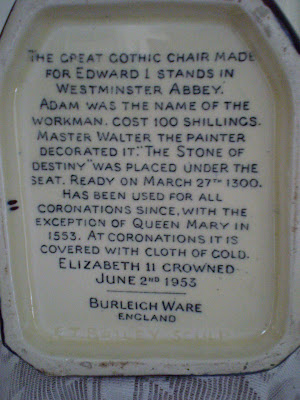 THE GREAT GOTHIC CHAIR MADE
FOR EDWARD I STANDS IN
WESTMINSTER ABBEY.
ADAM WAS THE NAME OF THE
WORKMAN. COST 100 SHILLINGS.
MASTER WALTER THE PAINTER
DECORATED IT. "THE STONE OF
DESTINY" WAS PLACED UNDER THE
SEAT. READY ON MARCH 27TH 1300.
HAS BEEN USED FOR ALL
CORONATIONS SINCE, WITH THE
EXCEPTION OF QUEEN MARY IN
1553. AT CORONATIONS IT IS
COVERED WITH CLOTH OF GOLD.
ELIZABETH 11 CROWNED
JUNE 2ND 1953
BURLEIGH WARE
ENGLAND